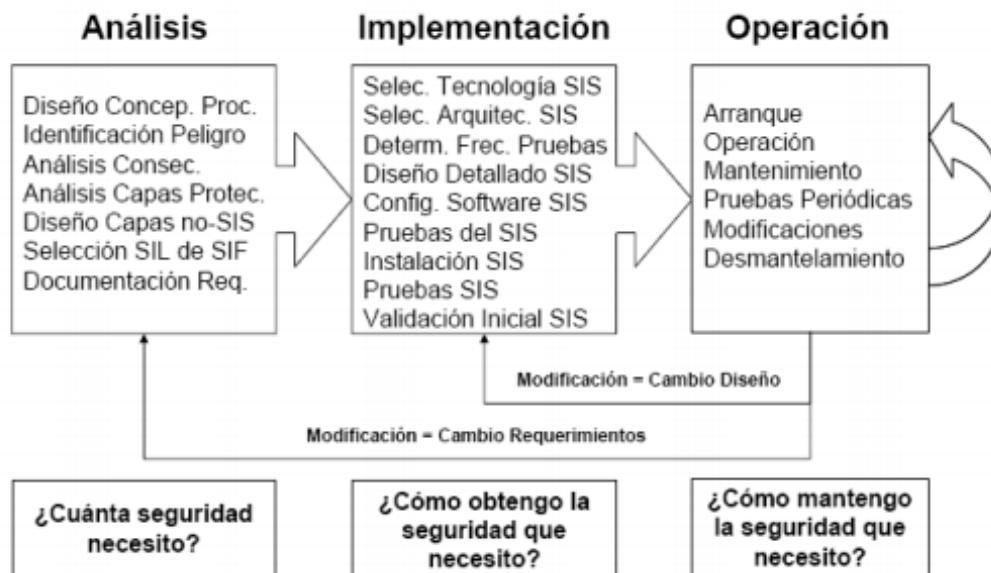 Análisis
Implementación
Operación
Diseño Concep. Proc.
Identificación Peligro
Análisis Consec.
Análisis Capas Protec.
Diseño Capas no-SIS
Selección SIL de SIF
Documentación Req.
Selec. Tecnología SIS
Selec. Arquitec. SIS
Determ. Frec. Pruebas
Diseño Detallado SIS
Config. Software SIS
Pruebas del SIS
Instalación SIS
Pruebas SIS
Validación Inicial SIS
Arranque
Operación
Mantenimiento
Pruebas Periódicas
Modificaciones
Desmantelamiento
Modificación = Cambio Diseño
Modificación = Cambio Requerimientos
¿Cuánta seguridad
necesito?
¿Cómo obtengo la
seguridad que
necesito?
¿Cómo mantengo
la seguridad que
necesito?